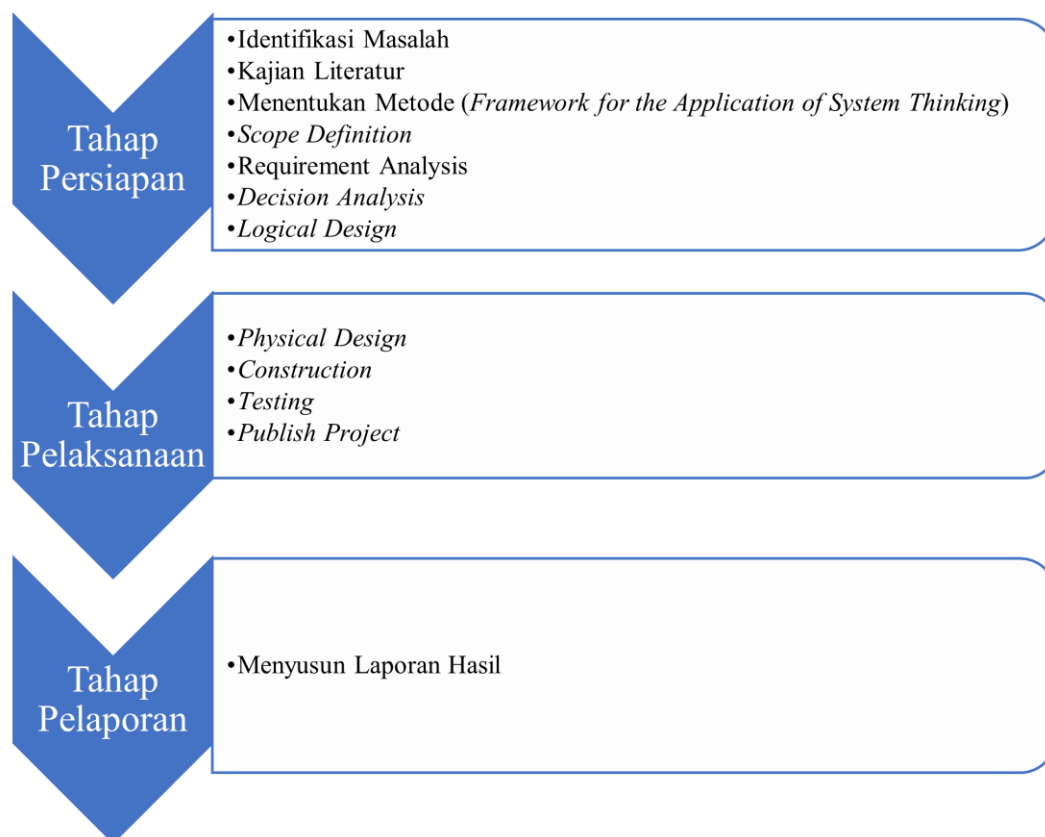 Tahap
Persiapan
•Identifikasi Masalah
•Kajian Literatur
•Menentukan Metode (Framework for the Application of System Thinking)
•Scope Definition
•Requirement Analysis
•Decision Analysis
•Logical Design
Tahap
Pelaksanaan
•Physical Design
•Construction
•Testing
•Publish Project
Tahap
Pelaporan
•Menyusun Laporan Hasil